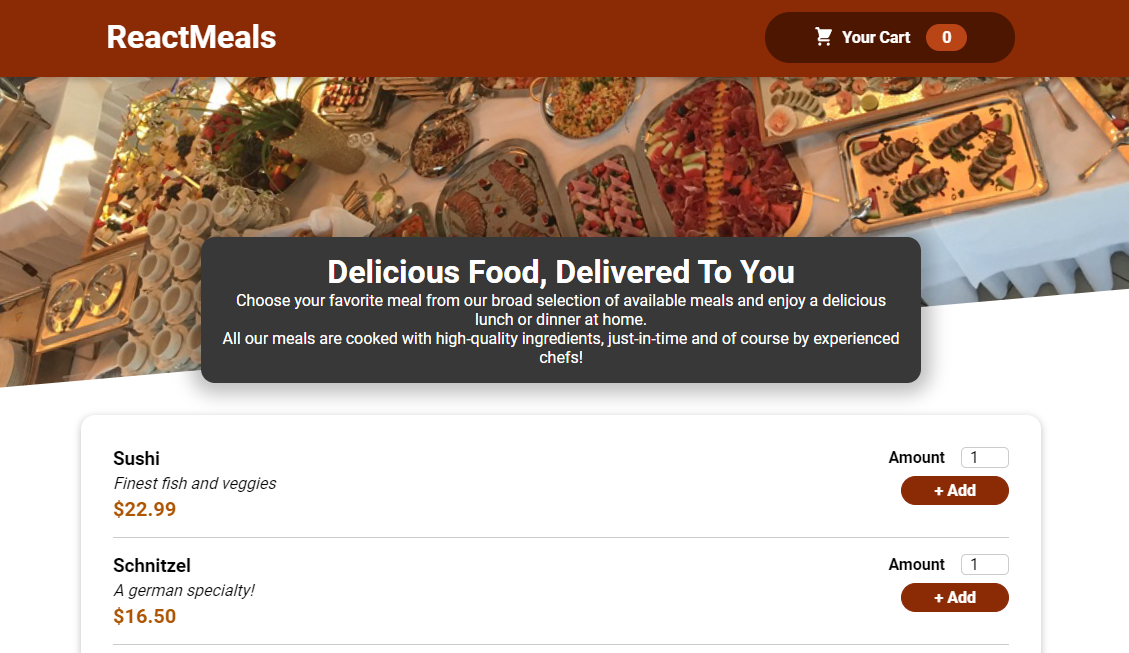 ReactMeals
Your Cart 0
Delicious Food, Delivered To You
Choose your favorite meal from our broad selection of available meals and enjoy a delicious
lunch or dinner at home.
All our meals are cooked with high-quality ingredients, just-in-time and of course by experienced
chefs!
Sushi
Finest fish and veggies
$22.99
Amount 1
+ Add
Schnitzel
A german specialty!
$16.50
Amount 1
+ Add